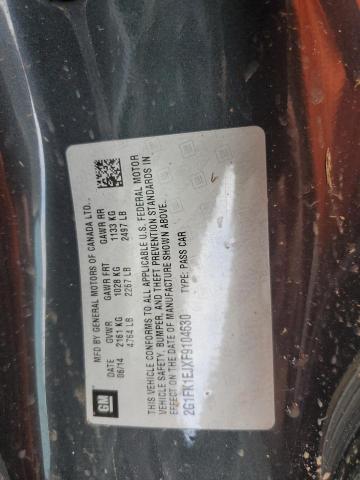 MFD BY GENERAL MOTORS OF CANADA LTD.
DATE GVWR GAWR FRT GAWR RR
06/14 2161 KG 1028 KG 1133 KG
4764 LB 2267 LB 2497 LB
THIS VEHICLE CONFORMS TO ALL APPLICABLE U.S. FEDERAL MOTOR
VEHICLE SAFETY, BUMPER, AND THEFT PREVENTION STANDARDS IN
EFFECT ON THE DATE OF MANUFACTURE SHOWN ABOVE.
2G1FK1EJXF9104630 TYPE: PASS CAR
GM